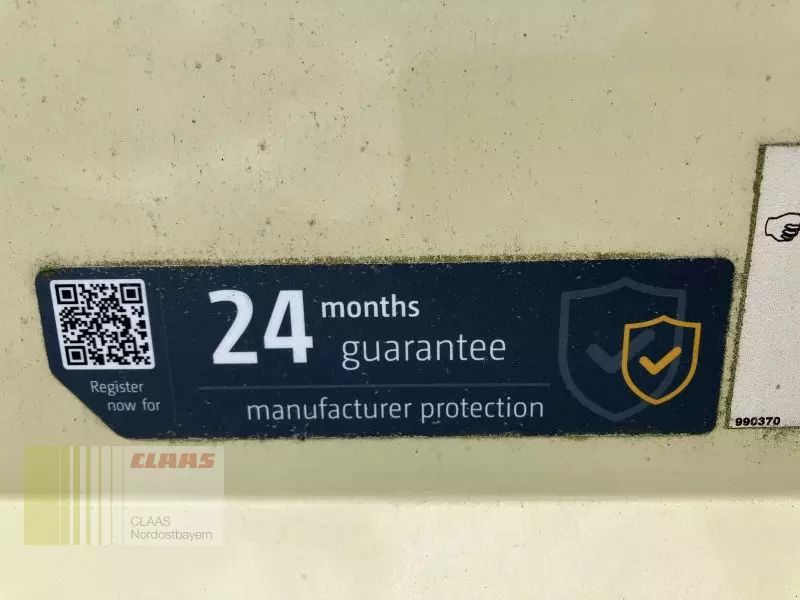 24 months
guarantee
Register
now for
manufacturer protection
990370
CLAAS
CLAAS
Nordostbayern